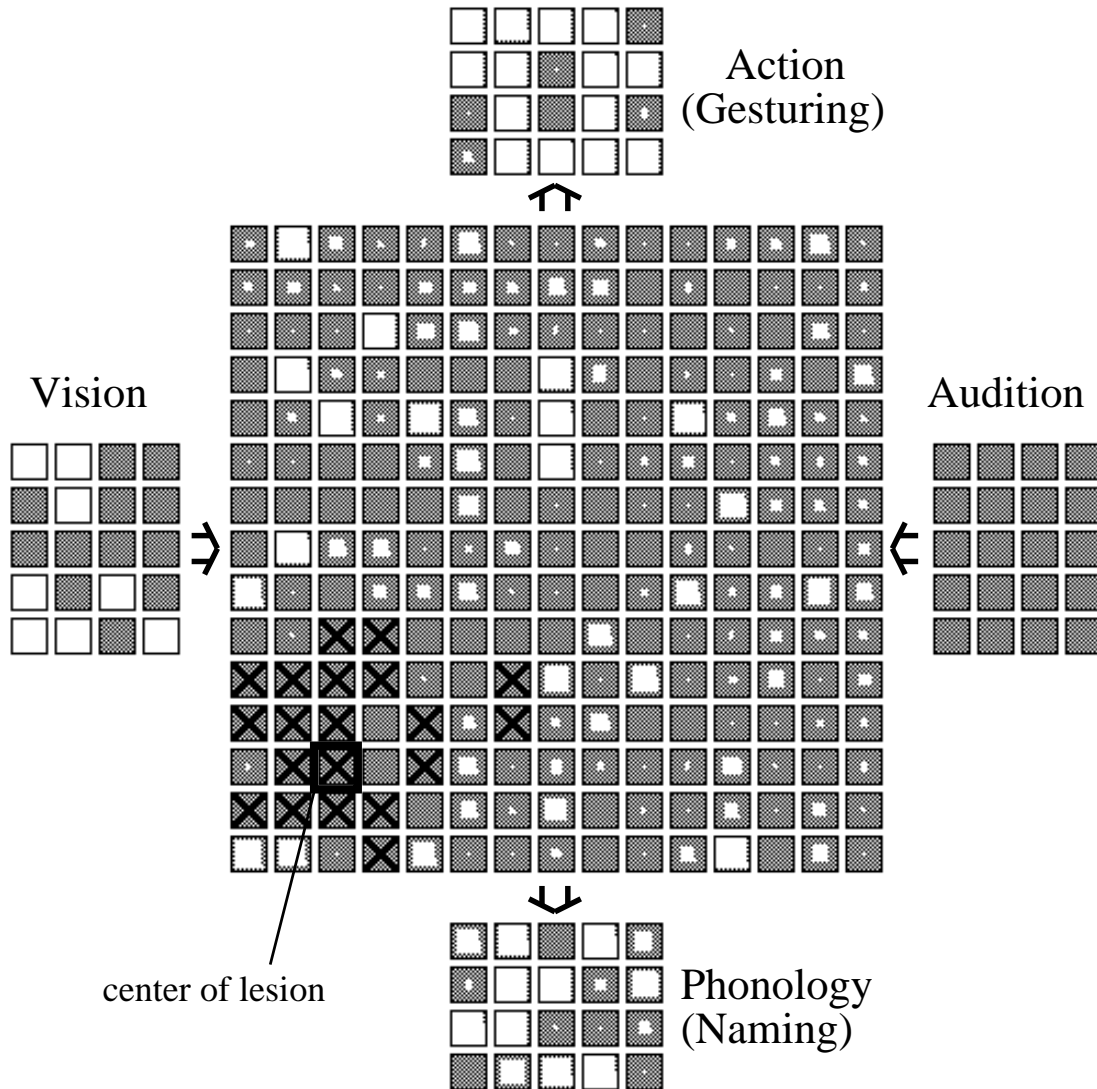 Action
(Gesturing)
Vision
Audition
center of lesion
Phonology
(Naming)